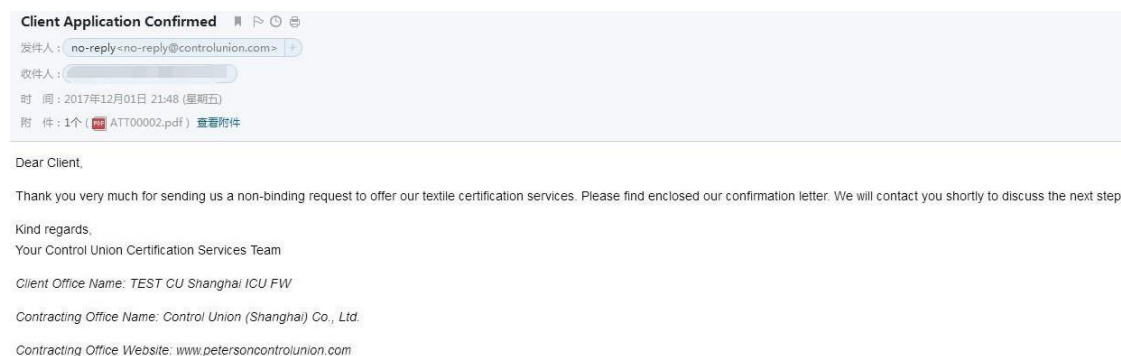 Client Application Confirmed
发件人：no-reply<no-reply@controlunion.com> +
收件人：
时 间：2017年12月01日 21:48 (星期五)
附 件：1个 ( PDF ATT00002.pdf ) 查看附件
Dear Client,
Thank you very much for sending us a non-binding request to offer our textile certification services. Please find enclosed our confirmation letter. We will contact you shortly to discuss the next step
Kind regards,
Your Control Union Certification Services Team
Client Office Name: TEST CU Shanghai ICU FW
Contracting Office Name: Control Union (Shanghai) Co., Ltd.
Contracting Office Website: www.petersoncontrolunion.com